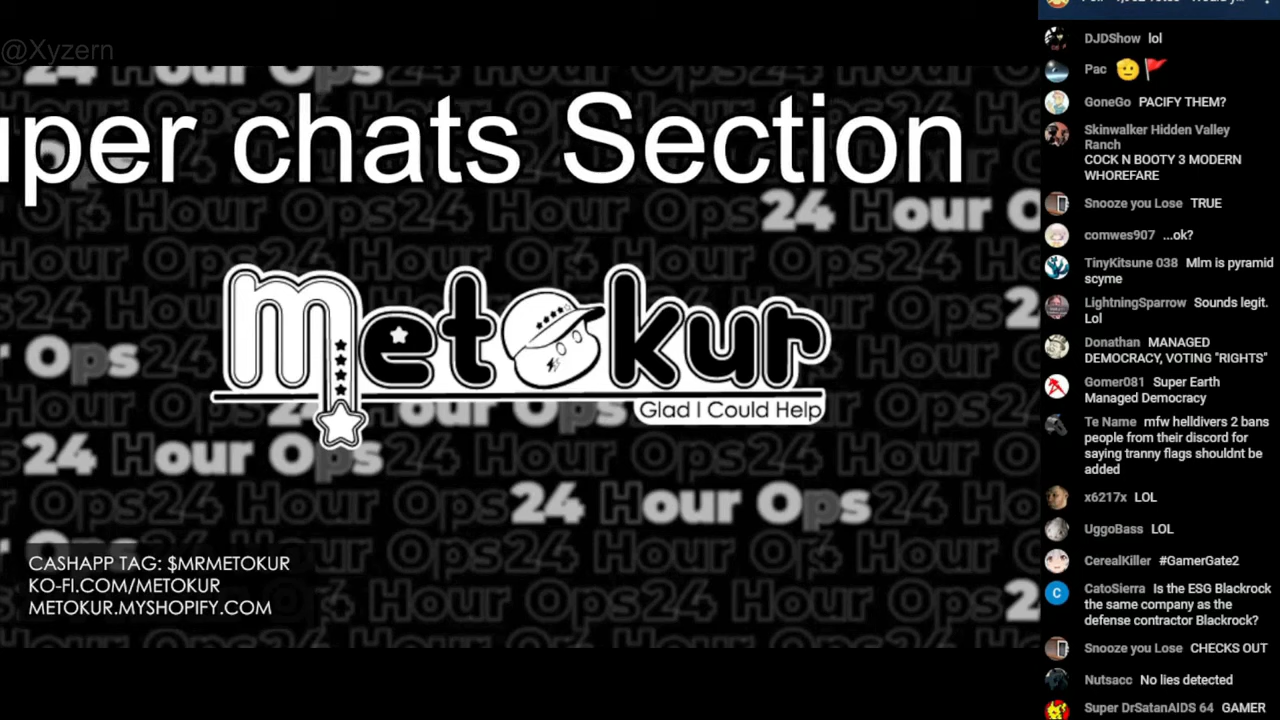 @Xyzern
24 Hour Ops
uper chats Section
24 Hour Ops
metokur
Glad I Could Help
24 Hour Ops
24 Hour Ops
CASHAPP TAG: $MRMETOKUR
KO-FI.COM/METOKUR
METOKUR.MYSHOPIFY.COM
DJDShow lol
Pac
GoneGo PACIFY THEM?
Skinwalker Hidden Valley
Ranch
COCK N BOOTY 3 MODERN
WHOREFARE
Snooze you Lose TRUE
comwes907 ...ok?
TinyKitsune 038 Mlm is pyramid
scyme
LightningSparrow Sounds legit.
Lol
Donathan MANAGED
DEMOCRACY, VOTING "RIGHTS"
Gomer081 Super Earth
Managed Democracy
Te Name mfw helldivers 2 bans
people from their discord for
saying tranny flags shouldnt be
added
x6217x LOL
UggoBass LOL
CerealKiller #GamerGate2
C
CatoSierra Is the ESG Blackrock
the same company as the
defense contractor Blackrock?
Snooze you Lose CHECKS OUT
Nutsacc No lies detected
Super DrSatanAIDS 64 GAMER